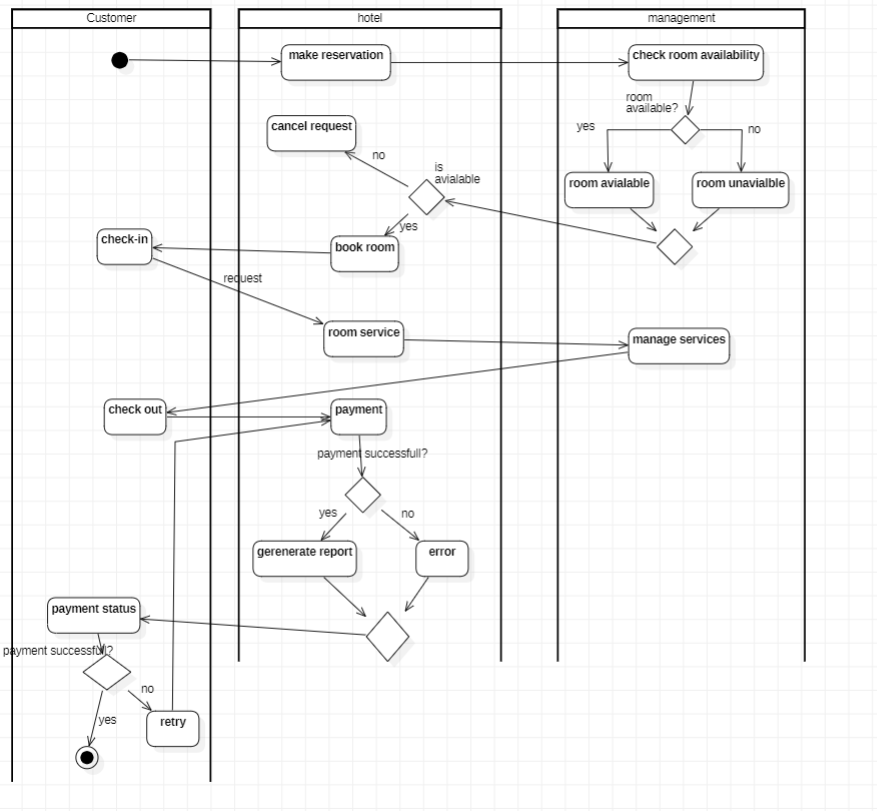 Customer
hotel
management
make reservation
check room availability
room
available?
yes
no
cancel request
no
is
avialable
room avialable
room unavialble
yes
check-in
book room
request
room service
manage services
check out
payment
payment successfull?
yes
no
gerenerate report
error
payment status
payment successfull?
no
yes
retry